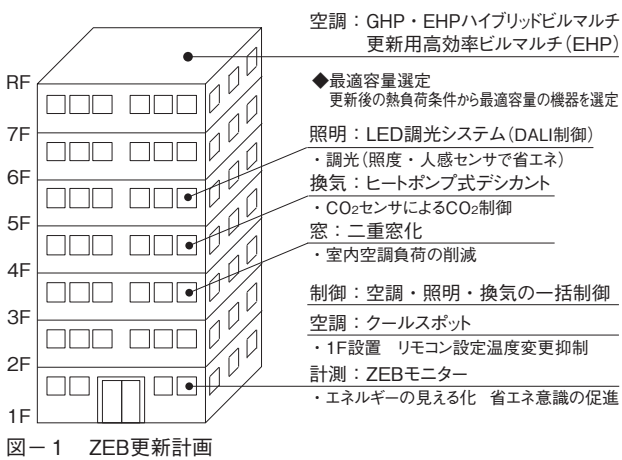 空調：GHP・EHPハイブリッドビルマルチ
更新用高効率ビルマルチ（EHP）
◆最適容量選定
更新後の熱負荷条件から最適容量の機器を選定
照明：LED調光システム（DALI制御）
・調光（照度・人感センサで省エネ）
換気：ヒートポンプ式デシカント
・CO₂センサによるCO₂制御
窓：二重窓化
・室内空調負荷の削減
制御：空調・照明・換気の一括制御
空調：クールスポット
・1F設置　リモコン設定温度変更抑制
計測：ZEBモニター
・エネルギーの見える化　省エネ意識の促進
RF
7F
6F
5F
4F
3F
2F
1F
図－1　ZEB更新計画